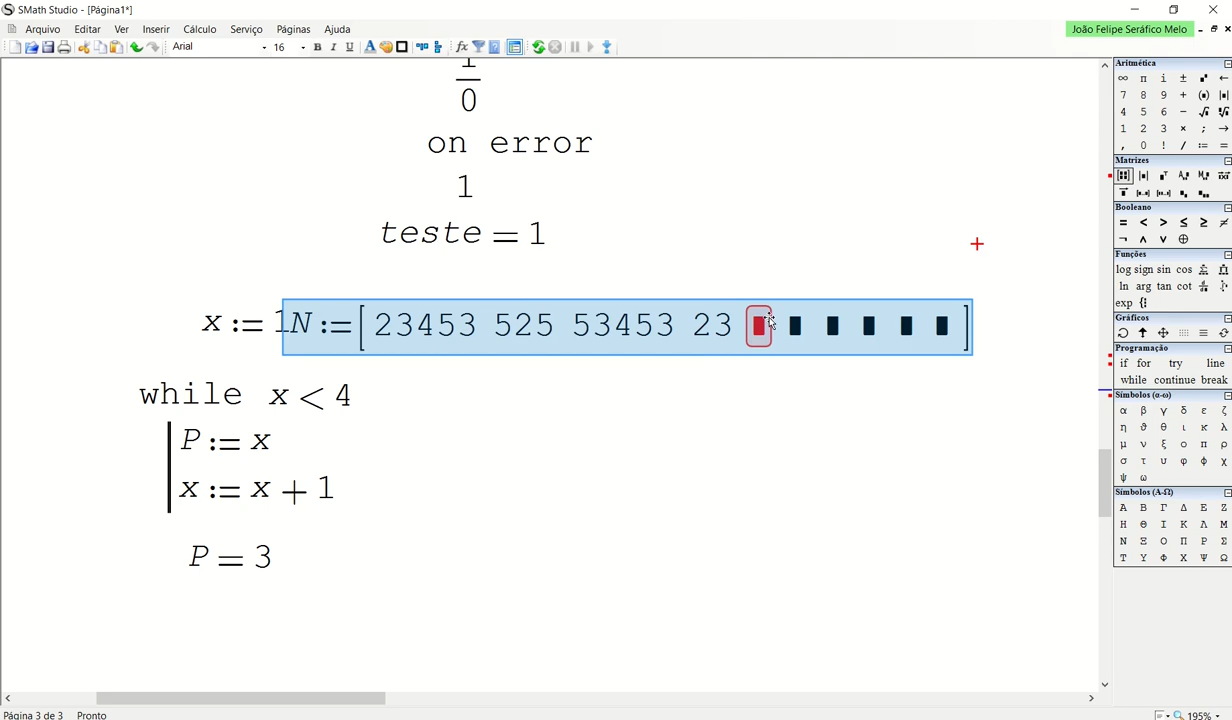 SMath Studio - [Página1*]
Arquivo Editar Ver Inserir Cálculo Serviço Páginas Ajuda
João Felipe Seráfico Melo
Arial 16 B I U A fx
1
0
on error
1
teste = 1
x := 1 N := [ 23453 525 53453 23 ]
while x < 4
P := x
x := x + 1
P = 3
Aritmética
∞ π i ±
7 8 9 +
4 5 6 −
1 2 3 × ; →
, 0 ! / := =
Matrizes
Booleano
= < > ≤ ≥ ≠
¬ ∧ ∨ ⊕
Funções
log sign sin cos
ln arg tan cot
exp
Gráficos
Programação
if for try line
while continue break
Símbolos (α-ω)
α β γ δ ε ζ
η ϑ θ ι κ λ
μ ν ξ ο π ρ
σ τ υ φ ϕ χ
ψ ω
Símbolos (Α-Ω)
Α Β Γ Δ Ε Ζ
Η Θ Ι Κ Λ Μ
Ν Ξ Ο Π Ρ Σ
Τ Υ Φ Χ Ψ Ω
Página 3 de 3 Pronto 195%